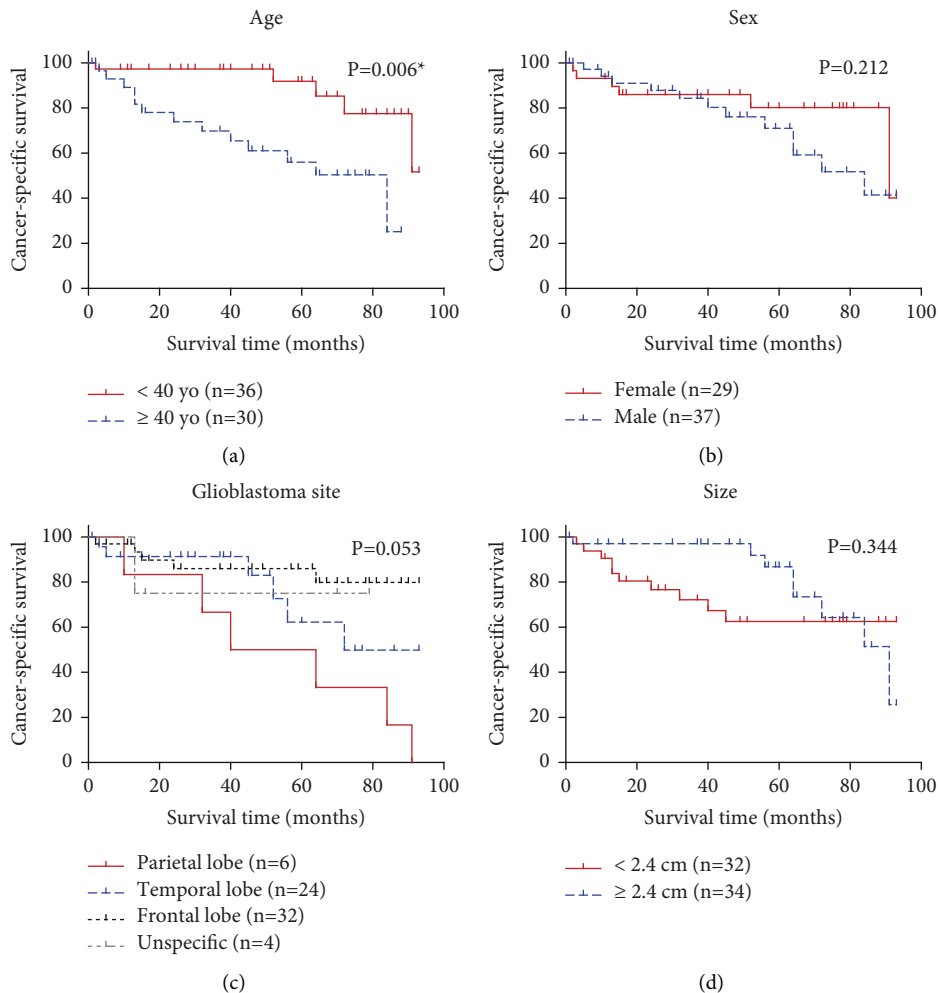 Age
Cancer-specific survival
100
80
60
40
20
0
P=0.006*
0 20 40 60 80 100
Survival time (months)
< 40 yo (n=36)
≥ 40 yo (n=30)
(a)
Sex
Cancer-specific survival
100
80
60
40
20
0
P=0.212
0 20 40 60 80 100
Survival time (months)
Female (n=29)
Male (n=37)
(b)
Glioblastoma site
Cancer-specific survival
100
80
60
40
20
0
P=0.053
0 20 40 60 80 100
Survival time (months)
Parietal lobe (n=6)
Temporal lobe (n=24)
Frontal lobe (n=32)
Unspecific (n=4)
(c)
Size
Cancer-specific survival
100
80
60
40
20
0
P=0.344
0 20 40 60 80 100
Survival time (months)
< 2.4 cm (n=32)
≥ 2.4 cm (n=34)
(d)